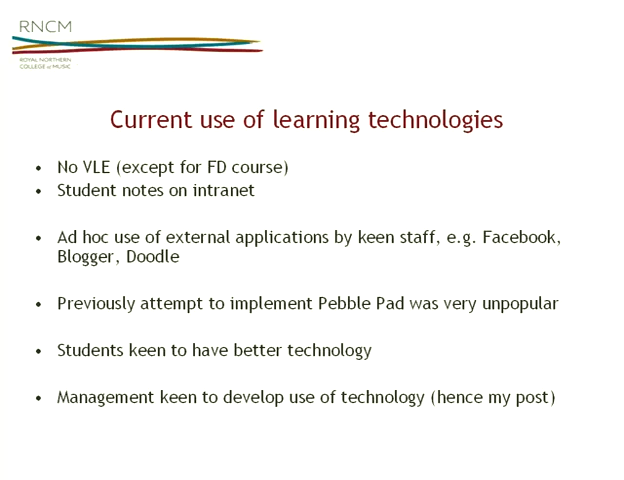 RNCM
ROYAL NORTHERN
COLLEGE of MUSIC
Current use of learning technologies
• No VLE (except for FD course)
• Student notes on intranet
• Ad hoc use of external applications by keen staff, e.g. Facebook,
Blogger, Doodle
• Previously attempt to implement Pebble Pad was very unpopular
• Students keen to have better technology
• Management keen to develop use of technology (hence my post)